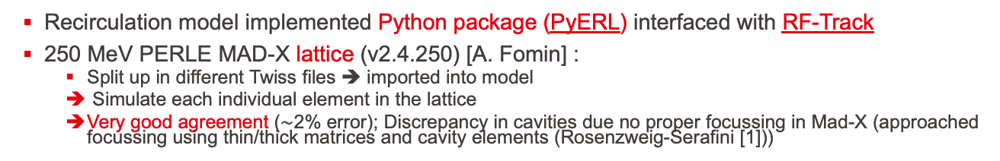 ▪ Recirculation model implemented Python package (PyERL) interfaced with RF-Track
▪ 250 MeV PERLE MAD-X lattice (v2.4.250) [A. Fomin] :
▪ Split up in different Twiss files ➔ imported into model
➔ Simulate each individual element in the lattice
➔Very good agreement (~2% error); Discrepancy in cavities due no proper focussing in Mad-X (approached
focussing using thin/thick matrices and cavity elements (Rosenzweig-Serafini [1]))